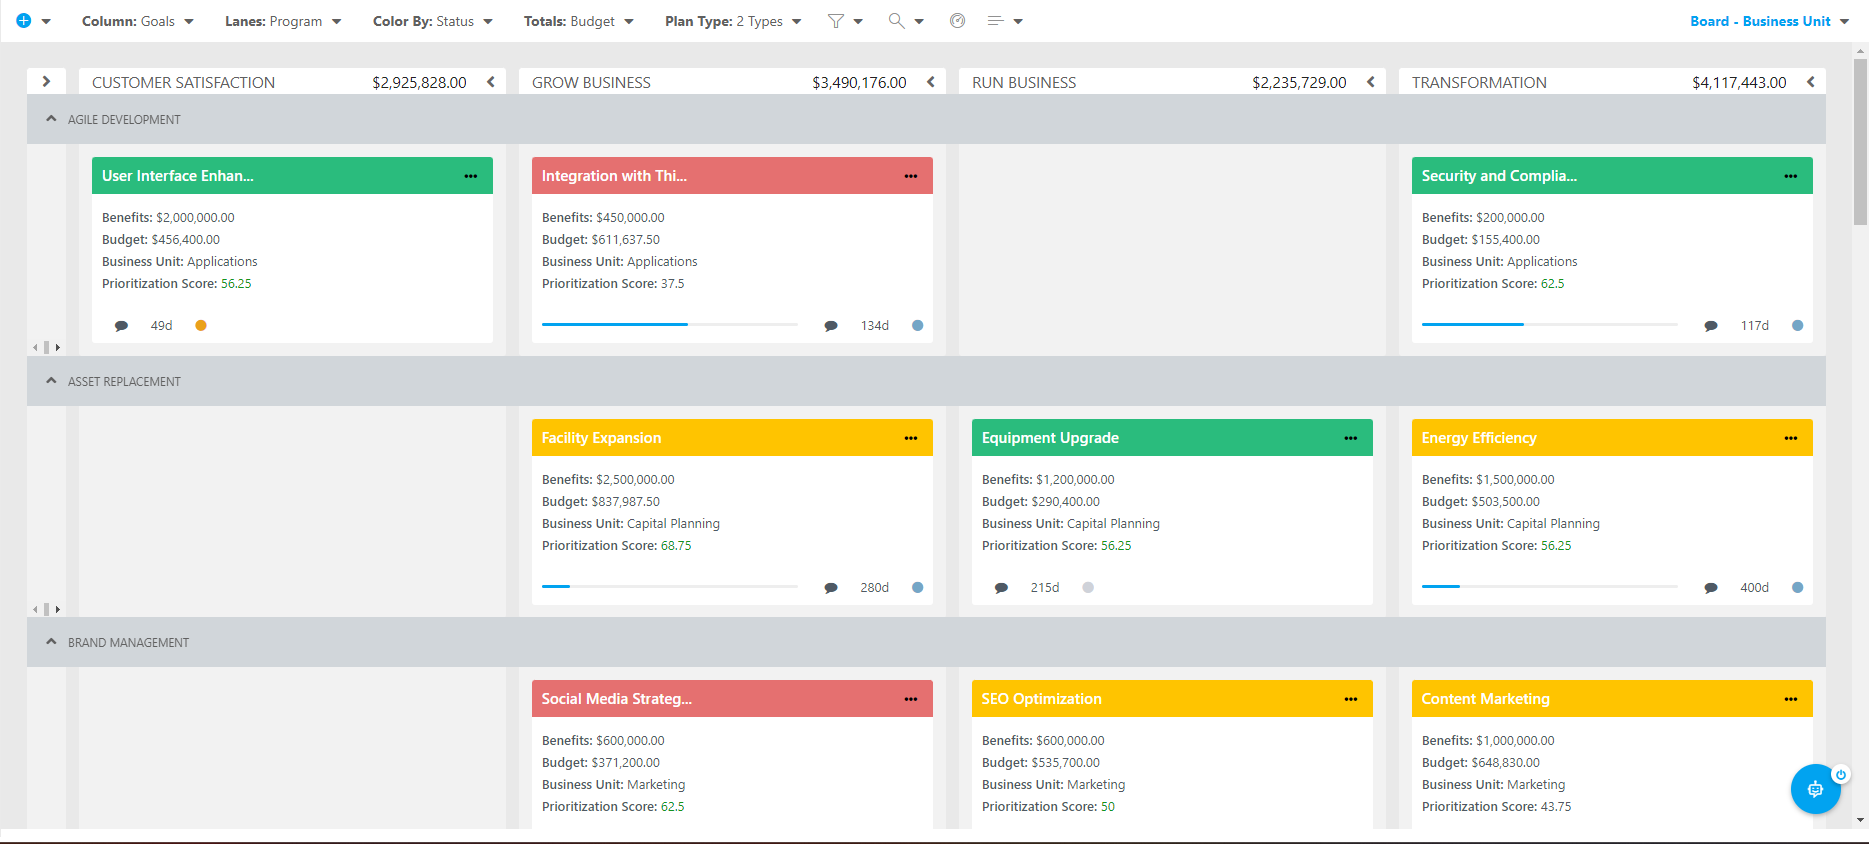 Column: Goals
Lanes: Program
Color By: Status
Totals: Budget
Plan Type: 2 Types
Board - Business Unit
CUSTOMER SATISFACTION $2,925,828.00
GROW BUSINESS $3,490,176.00
RUN BUSINESS $2,235,729.00
TRANSFORMATION $4,117,443.00
AGILE DEVELOPMENT
User Interface Enhan...
Benefits: $2,000,000.00
Budget: $456,400.00
Business Unit: Applications
Prioritization Score: 56.25
49d
Integration with Thi...
Benefits: $450,000.00
Budget: $611,637.50
Business Unit: Applications
Prioritization Score: 37.5
134d
Security and Complia...
Benefits: $200,000.00
Budget: $155,400.00
Business Unit: Applications
Prioritization Score: 62.5
117d
ASSET REPLACEMENT
Facility Expansion
Benefits: $2,500,000.00
Budget: $837,987.50
Business Unit: Capital Planning
Prioritization Score: 68.75
280d
Equipment Upgrade
Benefits: $1,200,000.00
Budget: $290,400.00
Business Unit: Capital Planning
Prioritization Score: 56.25
215d
Energy Efficiency
Benefits: $1,500,000.00
Budget: $503,500.00
Business Unit: Capital Planning
Prioritization Score: 56.25
400d
BRAND MANAGEMENT
Social Media Strateg...
Benefits: $600,000.00
Budget: $371,200.00
Business Unit: Marketing
Prioritization Score: 62.5
SEO Optimization
Benefits: $600,000.00
Budget: $535,700.00
Business Unit: Marketing
Prioritization Score: 50
Content Marketing
Benefits: $1,000,000.00
Budget: $648,830.00
Business Unit: Marketing
Prioritization Score: 43.75